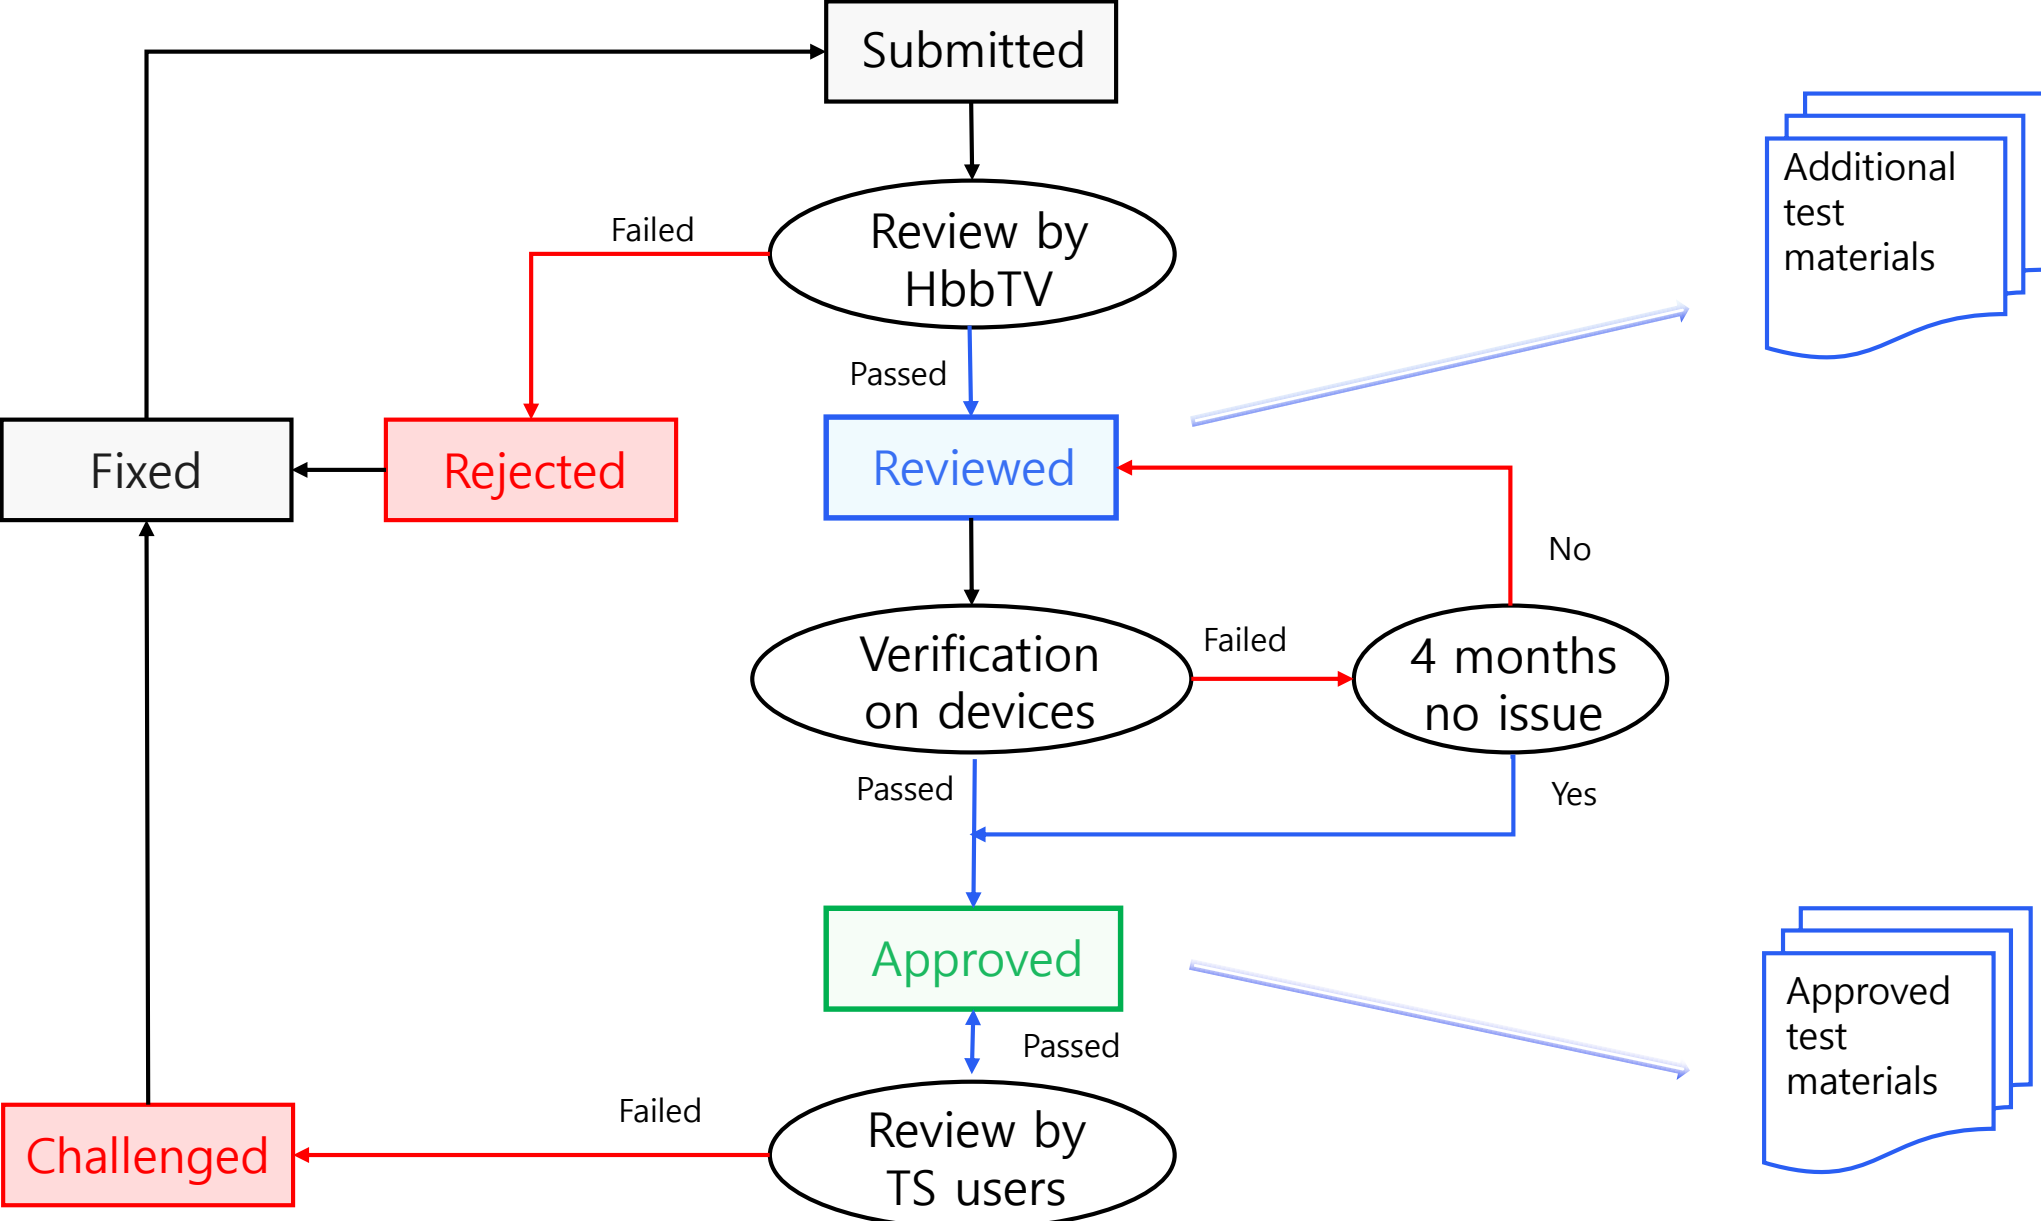 Submitted
Additional
test
materials
Failed
Review by
HbbTV
Passed
Fixed
Rejected
Reviewed
No
Verification
on devices
Failed
4 months
no issue
Passed
Yes
Approved
Approved
test
materials
Passed
Failed
Challenged
Review by
TS users